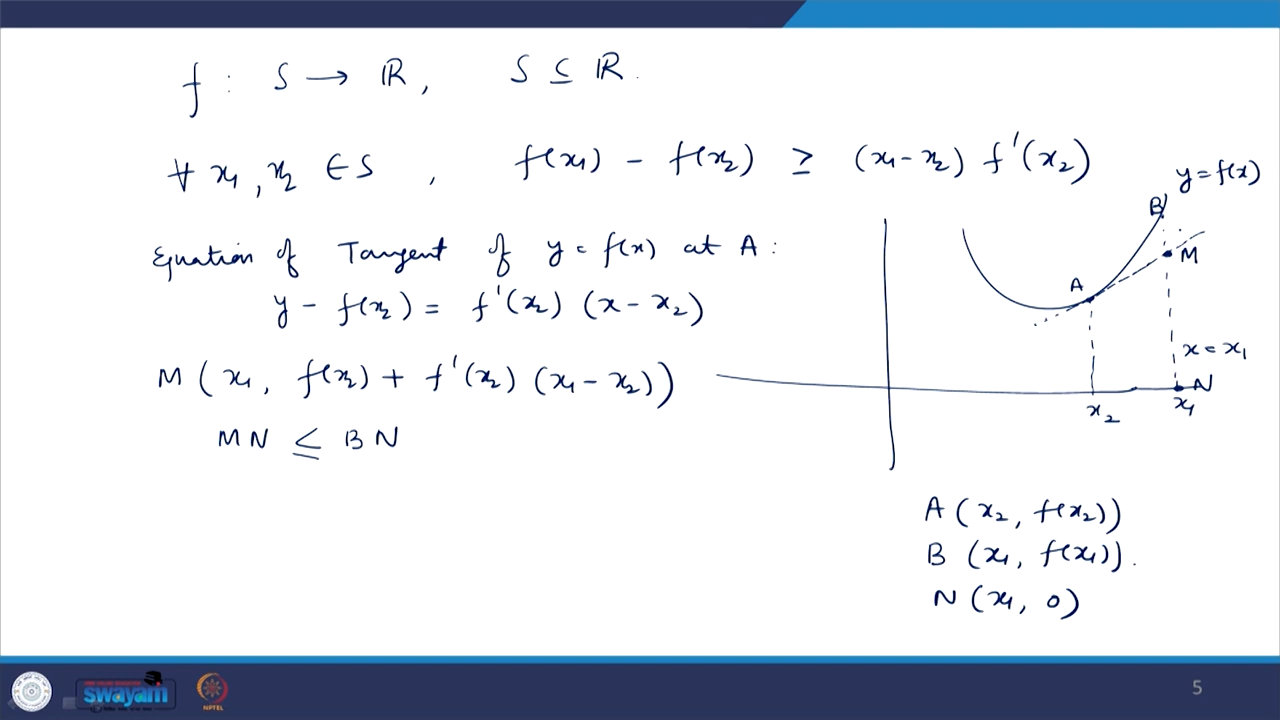 f : S → ℝ, S ⊆ ℝ.
∀ x₁, x₂ ∈ S, f(x₁) - f(x₂) ≥ (x₁-x₂) f'(x₂)
y = f(x)
B
Equation of Tangent of y = f(x) at A :
M
A
y - f(x₂) = f'(x₂) (x - x₂)
x = x₁
M (x₁, f(x₂) + f'(x₂) (x₁ - x₂))
N
x₂
x₁
MN ≤ BN
A (x₂, f(x₂))
B (x₁, f(x₁)).
N (x₁, 0)
swayam
NPTEL
5